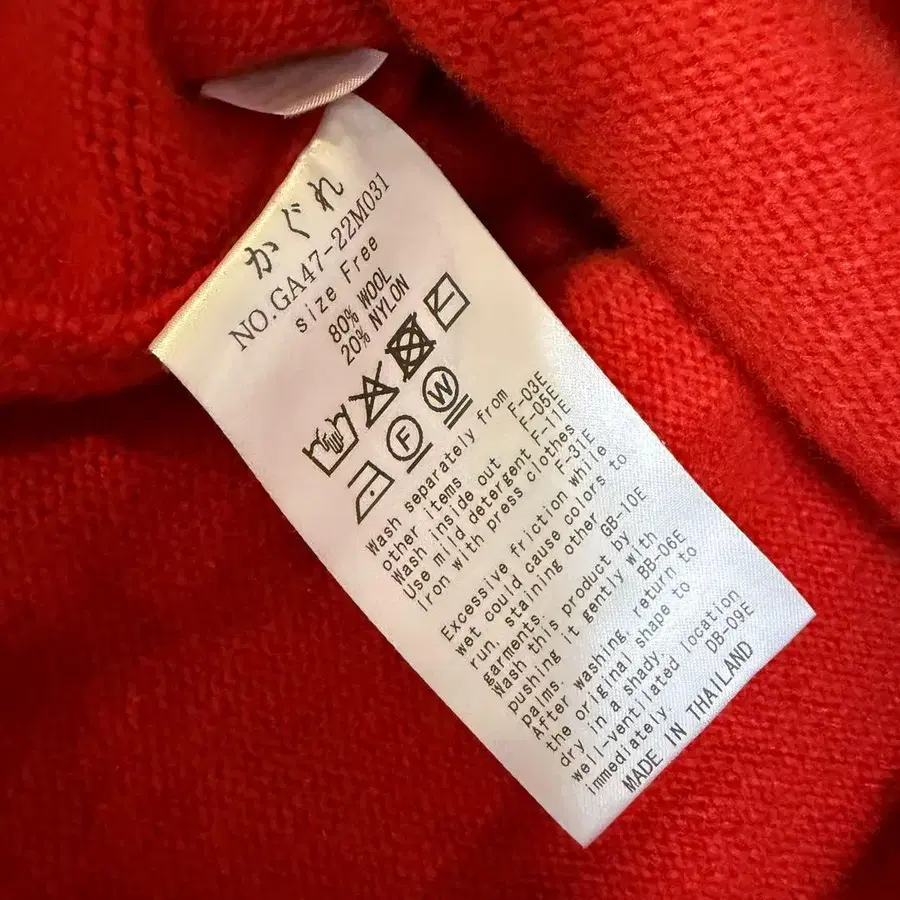 かぐれ
NO.GA47-22M031
size Free
80% WOOL
20% NYLON
F
W
Wash separately from
other items F-03E
Wash inside out F-05E
Use mild detergent F-11E
Iron with press clothes
F-31E
Excessive friction while
wet could cause colors to
run, staining other
garments. GB-10E
Wash this product by
pushing it gently with
palms. BB-06E
After washing, return to
the original shape to
dry in a shady,
well-ventilated location
immediately. DB-09E
MADE IN THAILAND